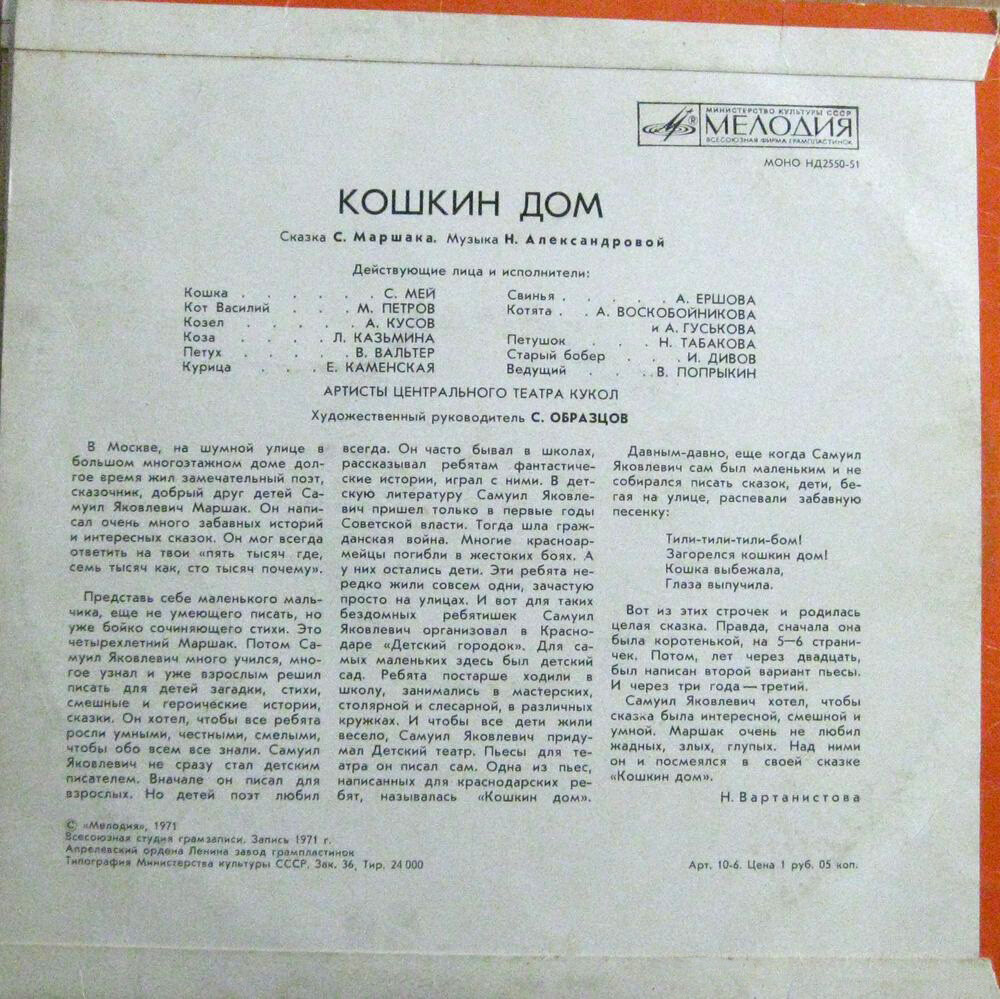 МИНИСТЕРСТВО КУЛЬТУРЫ СССР
МЕЛОДИЯ
ВСЕСОЮЗНАЯ ФИРМА ГРАМПЛАСТИНОК
МОНО НД2550-51
КОШКИН ДОМ
Сказка С. Маршака. Музыка Н. Александровой
Действующие лица и исполнители:
Кошка . . . . . . С. МЕЙ
Кот Василий . . . М. ПЕТРОВ
Козел . . . . . А. КУСОВ
Коза . . . . Л. КАЗЬМИНА
Петух . . . . . В. ВАЛЬТЕР
Курица . . . Е. КАМЕНСКАЯ
Свинья . . . . . А. ЕРШОВА
Котята . . А. ВОСКОБОЙНИКОВА
и А. ГУСЬКОВА
Петушок . . . Н. ТАБАКОВА
Старый бобер . . . И. ДИВОВ
Ведущий . . . В. ПОПРЫКИН
АРТИСТЫ ЦЕНТРАЛЬНОГО ТЕАТРА КУКОЛ
Художественный руководитель С. ОБРАЗЦОВ
В Москве, на шумной улице в
большом многоэтажном доме дол-
гое время жил замечательный поэт,
сказочник, добрый друг детей Са-
муил Яковлевич Маршак. Он напи-
сал очень много забавных историй
и интересных сказок. Он мог всегда
ответить на твои «пять тысяч где,
семь тысяч как, сто тысяч почему».
Представь себе маленького маль-
чика, еще не умеющего писать, но
уже бойко сочиняющего стихи. Это
четырехлетний Маршак. Потом Са-
муил Яковлевич много учился, мно-
гое узнал и уже взрослым решил
писать для детей загадки, стихи,
смешные и героические истории,
сказки. Он хотел, чтобы все ребята
росли умными, честными, смелыми,
чтобы обо всем все знали. Самуил
Яковлевич не сразу стал детским
писателем. Вначале он писал для
взрослых. Но детей поэт любил
всегда. Он часто бывал в школах,
рассказывал ребятам фантастиче-
ские истории, играл с ними. В дет-
скую литературу Самуил Яковле-
вич пришел только в первые годы
Советской власти. Тогда шла граж-
данская война. Многие красноар-
мейцы погибли в жестоких боях. А
у них остались дети. Эти ребята не-
редко жили совсем одни, зачастую
просто на улицах. И вот для таких
бездомных ребятишек Самуил
Яковлевич организовал в Красно-
даре «Детский городок». Для са-
мых маленьких здесь был детский
сад. Ребята постарше ходили в
школу, занимались в мастерских,
столярной и слесарной, в различных
кружках. И чтобы все дети жили
весело, Самуил Яковлевич приду-
мал Детский театр. Пьесы для те-
атра он писал сам. Одна из пьес,
написанных для краснодарских ре-
бят, называлась «Кошкин дом».
Давным-давно, еще когда Самуил
Яковлевич сам был маленьким и не
собирался писать сказок, дети, бе-
гая на улице, распевали забавную
песенку:
Тили-тили-тили-бом!
Загорелся кошкин дом!
Кошка выбежала,
Глаза выпучила.
Вот из этих строчек и родилась
целая сказка. Правда, сначала она
была коротенькой, на 5—6 страни-
чек. Потом, лет через двадцать,
был написан второй вариант пьесы.
И через три года — третий.
Самуил Яковлевич хотел, чтобы
сказка была интересной, смешной и
умной. Маршак очень не любил
жадных, злых, глупых. Над ними
он и посмеялся в своей сказке
«Кошкин дом».
Н. Вартанистова
© «Мелодия», 1971
Всесоюзная студия грамзаписи. Запись 1971 г.
Апрелевский ордена Ленина завод грампластинок
Типография Министерства культуры СССР. Зак. 36, Тир. 24 000
Арт. 10-6. Цена 1 руб. 05 коп.